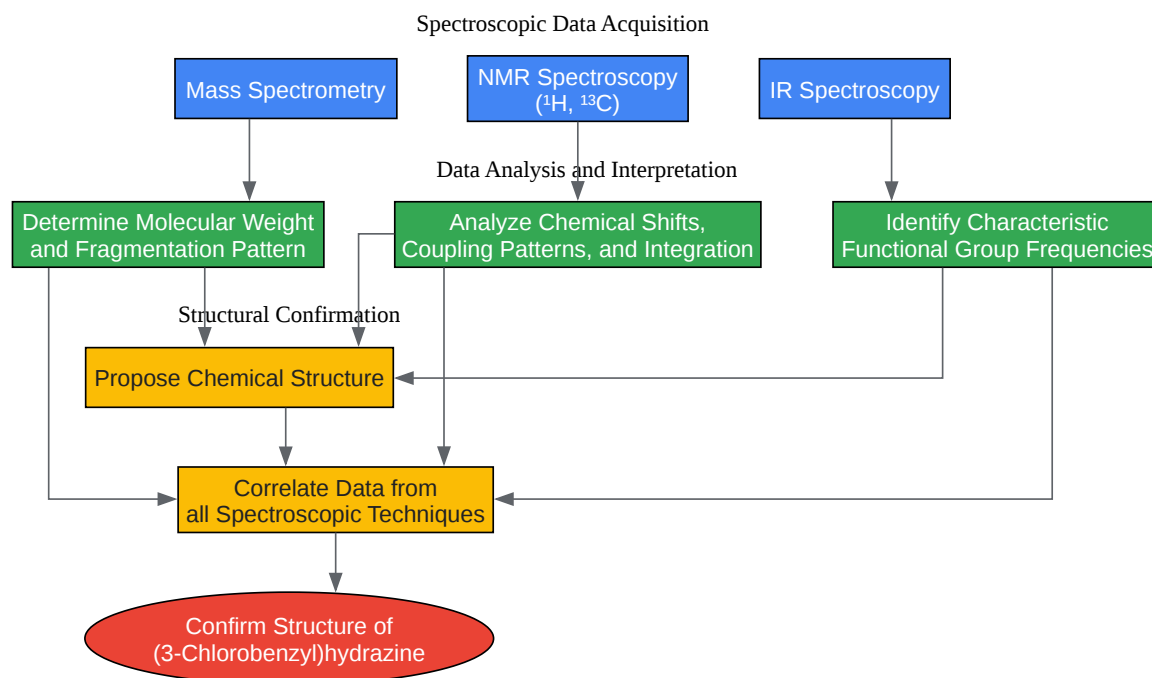 Spectroscopic Data Acquisition
Mass Spectrometry
NMR Spectroscopy
(¹H, ¹³C)
IR Spectroscopy
Data Analysis and Interpretation
Determine Molecular Weight
and Fragmentation Pattern
Analyze Chemical Shifts,
Coupling Patterns, and Integration
Identify Characteristic
Functional Group Frequencies
Structural Confirmation
Propose Chemical Structure
Correlate Data from
all Spectroscopic Techniques
Confirm Structure of
(3-Chlorobenzyl)hydrazine